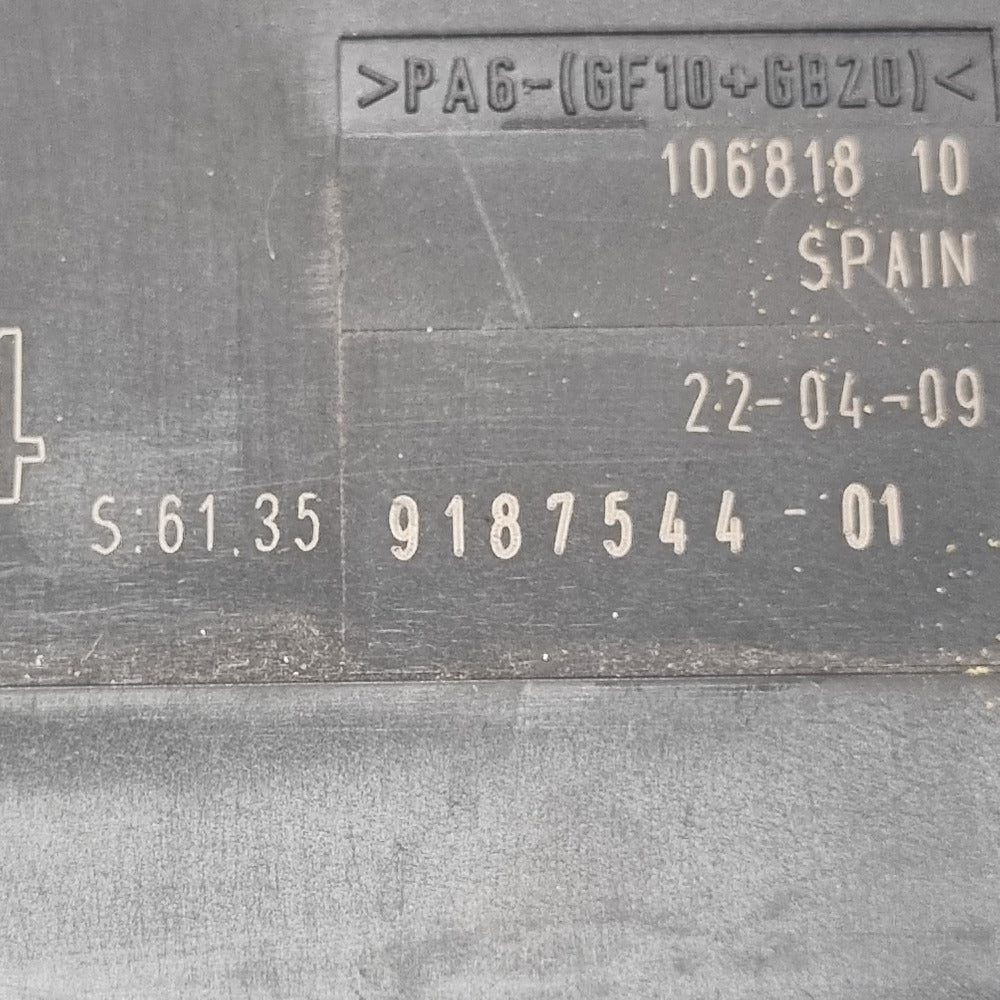 >PA6-(GF10+GB20)<
106818 10
SPAIN
22-04-09
S:61.35 9187544-01